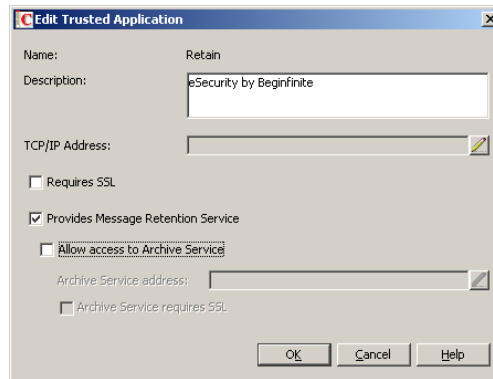 Edit Trusted Application
Name: Retain
Description: eSecurity by Beginfinite
TCP/IP Address:
Requires SSL
Provides Message Retention Service
Allow access to Archive Service
Archive Service address:
Archive Service requires SSL
OK Cancel Help